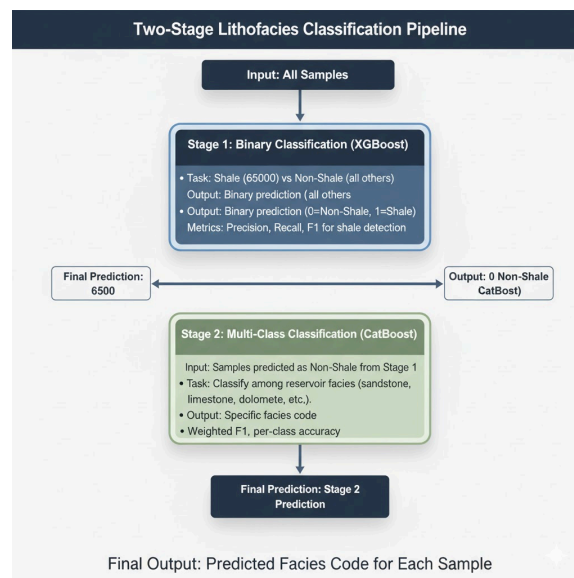 Two-Stage Lithofacies Classification Pipeline
Input: All Samples
Stage 1: Binary Classification (XGBoost)
• Task: Shale (65000) vs Non-Shale (all others)
Output: Binary prediction (all others
• Output: Binary prediction (0=Non-Shale, 1=Shale)
Metrics: Precision, Recall, F1 for shale detection
Final Prediction:
6500
Output: 0 Non-Shale
CatBost)
Stage 2: Multi-Class Classification (CatBoost)
Input: Samples predicted as Non-Shale from Stage 1
• Task: Classify among reservoir facies (sandstone,
limestone, dolomete, etc.).
• Output: Specific facies code
• Weighted F1, per-class accuracy
Final Prediction: Stage 2
Prediction
Final Output: Predicted Facies Code for Each Sample